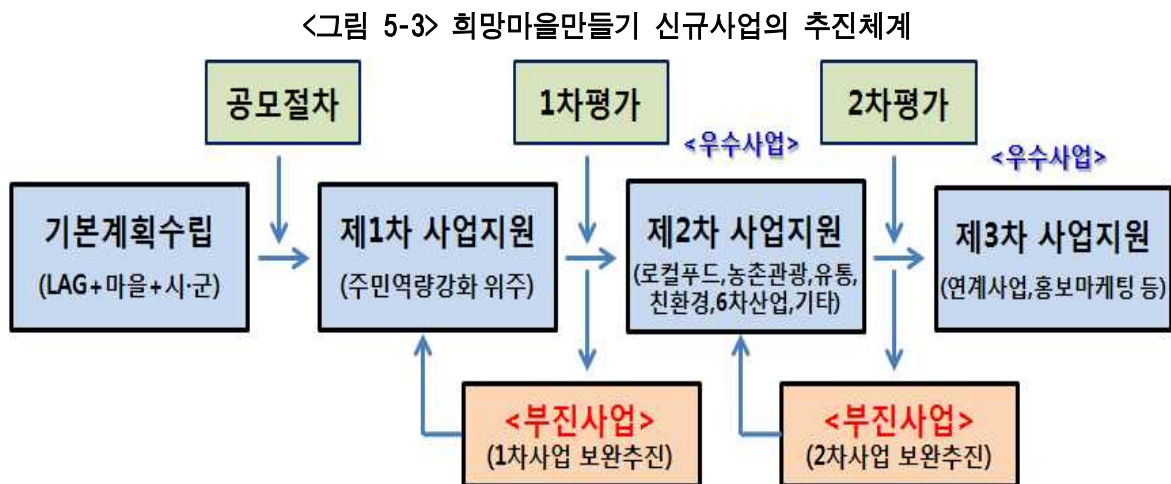 <그림 5-3> 희망마을만들기 신규사업의 추진체계
공모절차
1차평가
2차평가
<우수사업>
<우수사업>
기본계획수립
(LAG+마을+시·군)
제1차 사업지원
(주민역량강화 위주)
제2차 사업지원
(로컬푸드,농촌관광,유통,
친환경,6차산업,기타)
제3차 사업지원
(연계사업,홍보마케팅 등)
<부진사업>
(1차사업 보완추진)
<부진사업>
(2차사업 보완추진)